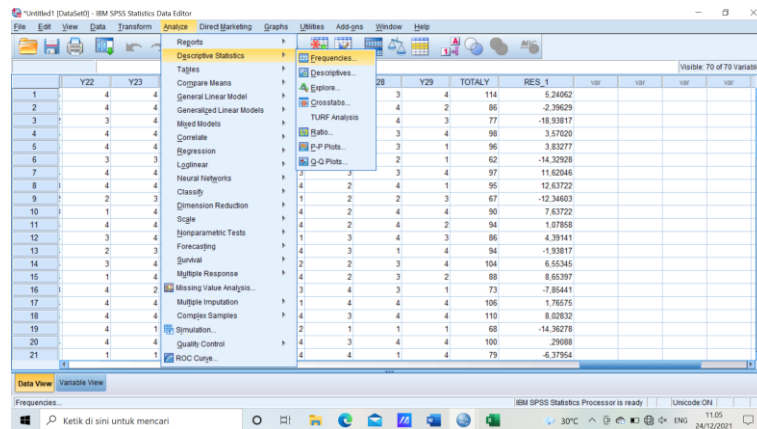 *Untitled1 [DataSet0] - IBM SPSS Statistics Data Editor
File Edit View Data Transform Analyze Direct Marketing Graphs Utilities Add-ons Window Help
Visible: 70 of 70 Variabl
Reports
Descriptive Statistics
Tables
Compare Means
General Linear Model
Generalized Linear Models
Mixed Models
Correlate
Regression
Loglinear
Neural Networks
Classify
Dimension Reduction
Scale
Nonparametric Tests
Forecasting
Survival
Multiple Response
Missing Value Analysis...
Multiple Imputation
Complex Samples
Simulation...
Quality Control
ROC Curve...
Frequencies...
Descriptives...
Explore...
Crosstabs...
TURF Analysis
Ratio...
P-P Plots...
Q-Q Plots...
Y22 Y23 28 Y29 TOTALY RES_1 var var var var
1 4 4 3 4 114 5,24062
2 4 4 4 2 86 -2,39629
3 3 4 4 3 77 -18,93817
4 4 4 3 4 98 3,57020
5 4 4 3 1 96 3,83277
6 3 3 2 1 62 -14,32928
7 4 4 3 3 3 4 97 11,62046
8 4 4 4 2 4 1 95 12,63722
9 2 3 1 2 2 3 67 -12,34603
10 1 4 4 2 4 4 90 7,63722
11 4 4 4 2 4 2 94 1,07858
12 3 4 1 3 4 3 86 4,39141
13 2 3 4 3 1 4 94 -1,93817
14 3 4 2 2 3 4 104 6,55345
15 1 4 4 2 3 2 88 8,65397
16 4 2 3 4 3 1 73 -7,85441
17 4 4 1 4 4 4 106 1,76575
18 4 4 4 3 4 4 110 8,02832
19 4 1 2 1 1 1 68 -14,36278
20 4 4 4 3 4 4 100 ,29088
21 1 1 4 4 1 4 79 -6,37954
Data View Variable View
Frequencies... IBM SPSS Statistics Processor is ready Unicode:ON
Ketik di sini untuk mencari 30°C ENG 11.05
24/12/2021